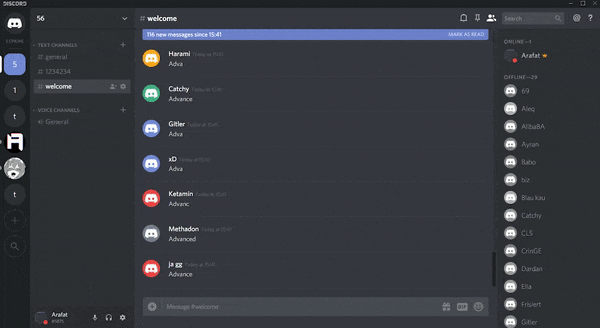 DISCORD
56
# welcome
Search
116 new messages since 15:41
MARK AS READ
TEXT CHANNELS
# general
# 1234234
# welcome
VOICE CHANNELS
General
5
1
t
t
Harami Today at 15:41
Adva
Catchy Today at 15:41
Advance
Gitler Today at 15:41
Adva
xD Today at 15:41
Adva
Ketamin Today at 15:41
Advanc
Methadon Today at 15:41
Advanced
ja gg Today at 15:41
Advance
Message #welcome
GIF
ONLINE—1
Arafat
OFFLINE—29
69
AlibaBA
Ayran
Babo
biz
Blau kau
Catchy
CLS
CrinGE
Dardan
Ella
Frisiert
Gitler
Arafat